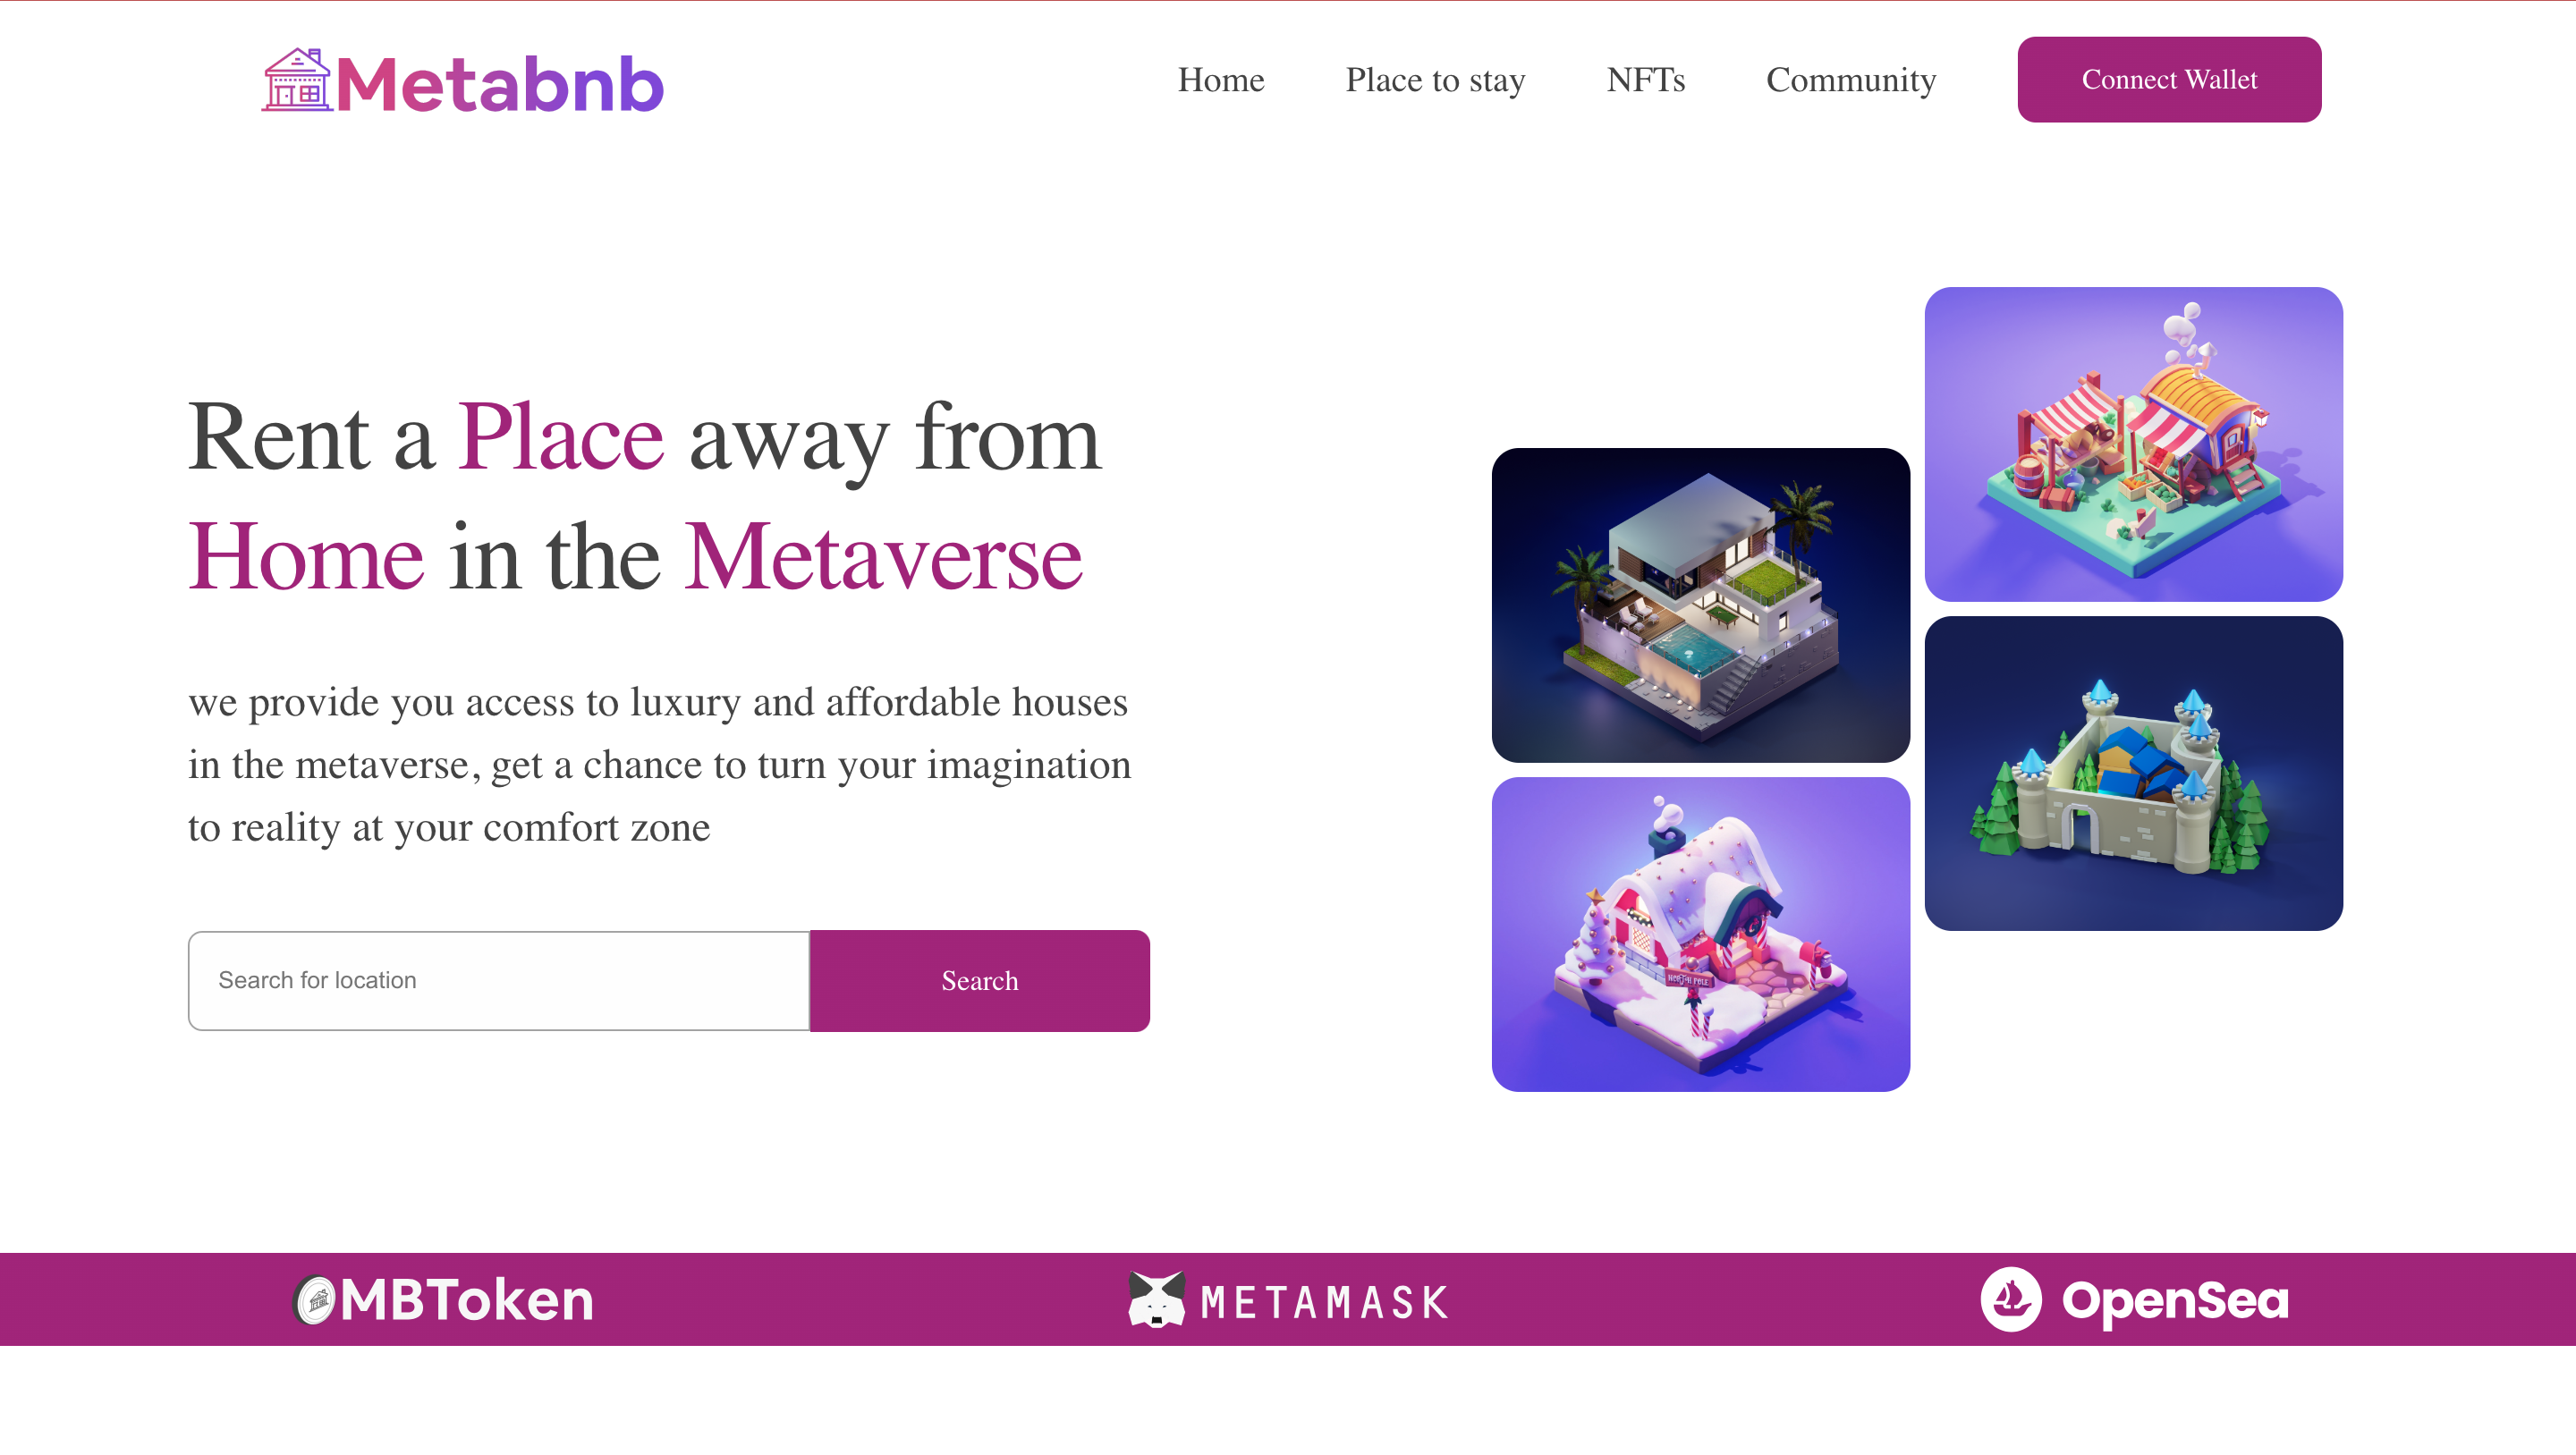 Metabnb
Home
Place to stay
NFTs
Community
Connect Wallet
Rent a Place away from
Home in the Metaverse
we provide you access to luxury and affordable houses
in the metaverse, get a chance to turn your imagination
to reality at your comfort zone
Search for location
Search
MBToken
METAMASK
OpenSea